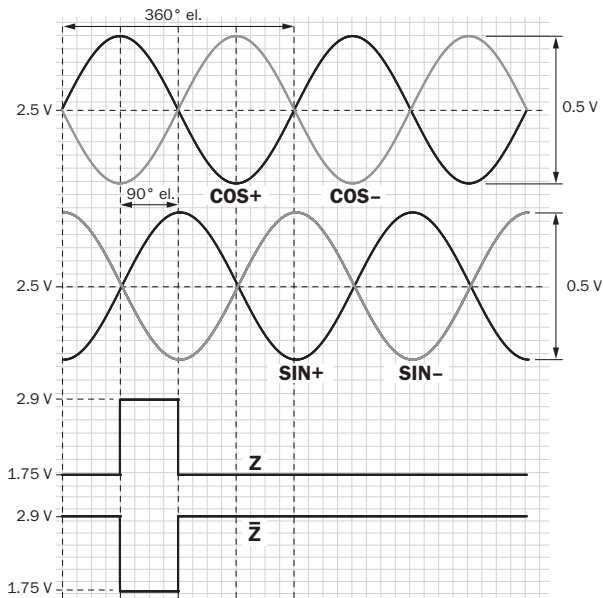 360° el.
2.5 V
0.5 V
90° el.
COS+
COS−
2.5 V
0.5 V
SIN+
SIN−
2.9 V
Z
1.75 V
2.9 V
Z̅
1.75 V